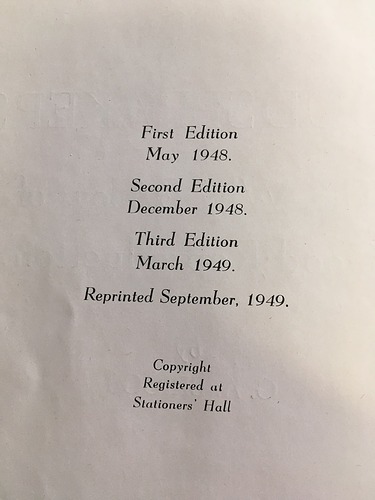 First Edition
May 1948.
Second Edition
December 1948.
Third Edition
March 1949.
Reprinted September, 1949.
Copyright
Registered at
Stationers' Hall